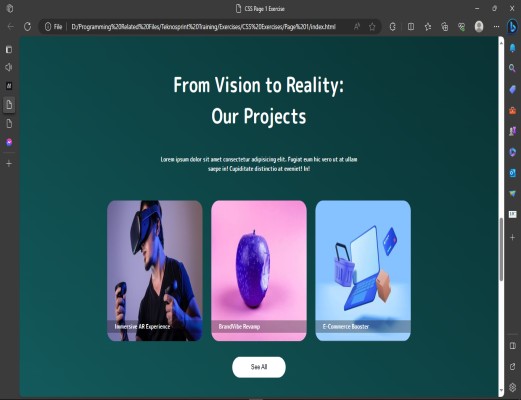 CSS Page 1 Exercise
File
D:/Programming%20Related%20Files/Teknosprint%20Training/Exercises/CSS%20Exercises/Page%201/index.html
From Vision to Reality:
Our Projects
Lorem ipsum dolor sit amet consectetur adipisicing elit. Fugiat eum hic vero ut at ullam
saepe in! Cupiditate distinctio at eveniet! In!
Immersive AR Experience
BrandVibe Revamp
E-Commerce Booster
See All